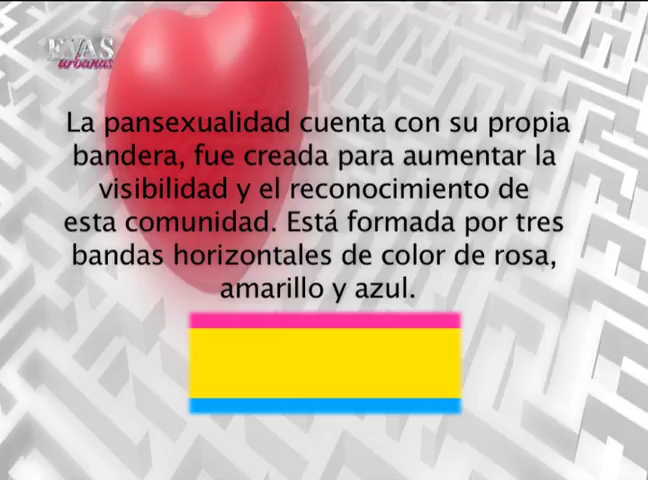 EVAS
urbanas
La pansexualidad cuenta con su propia
bandera, fue creada para aumentar la
visibilidad y el reconocimiento de
esta comunidad. Está formada por tres
bandas horizontales de color de rosa,
amarillo y azul.